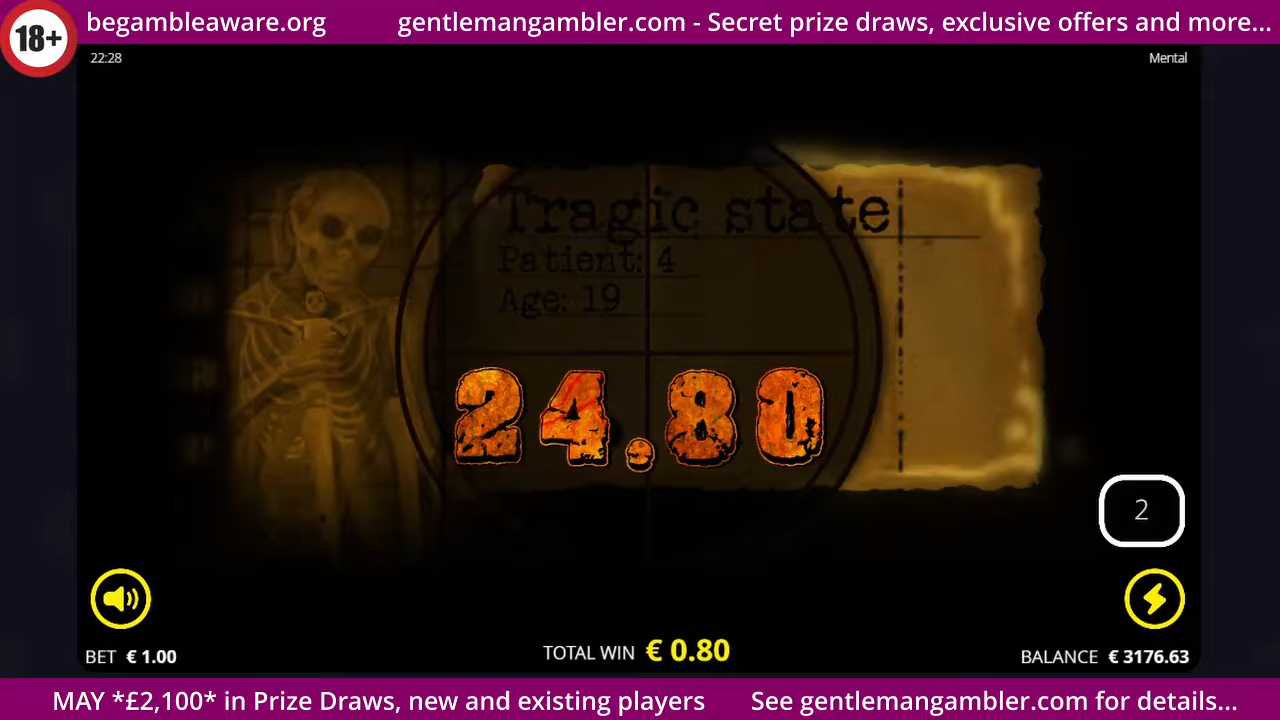 18+
begambleaware.org gentlemangambler.com - Secret prize draws, exclusive offers and more...
22:28 Mental
Tragic state
Patient: 4
Age: 19
24.80
2
BET € 1.00 TOTAL WIN € 0.80 BALANCE € 3176.63
MAY *£2,100* in Prize Draws, new and existing players See gentlemangambler.com for details...